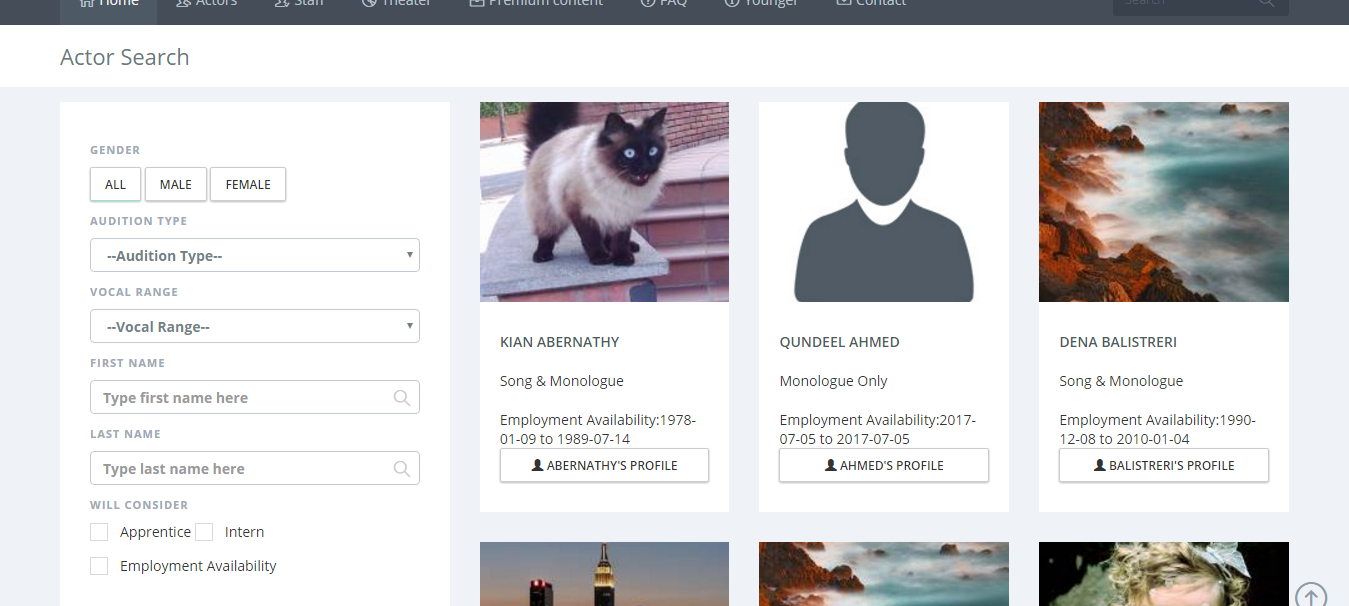 Home Actors Staff Theater Premium content FAQ Younger Contact Search
Actor Search
GENDER
ALL MALE FEMALE
AUDITION TYPE
--Audition Type--
VOCAL RANGE
--Vocal Range--
FIRST NAME
Type first name here
LAST NAME
Type last name here
WILL CONSIDER
Apprentice Intern
Employment Availability
KIAN ABERNATHY
Song & Monologue
Employment Availability:1978-
01-09 to 1989-07-14
ABERNATHY'S PROFILE
QUNDEEL AHMED
Monologue Only
Employment Availability:2017-
07-05 to 2017-07-05
AHMED'S PROFILE
DENA BALISTRERI
Song & Monologue
Employment Availability:1990-
12-08 to 2010-01-04
BALISTRERI'S PROFILE